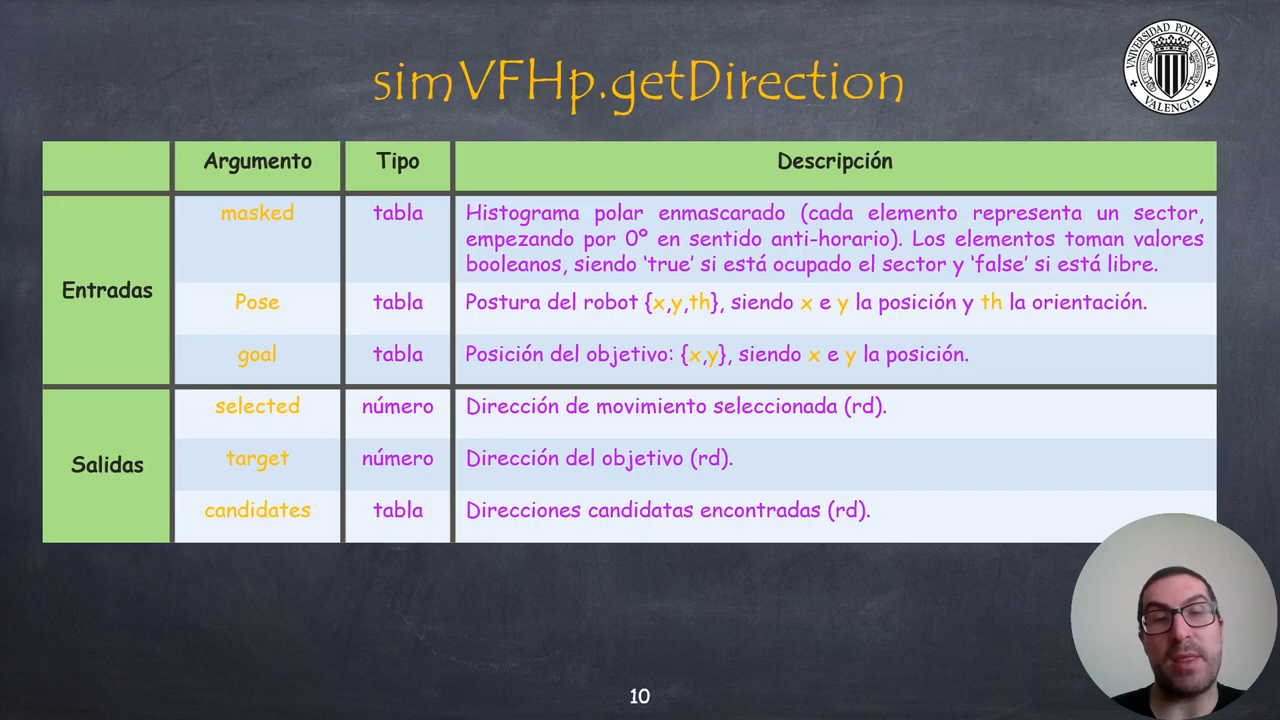 simVFHp.getDirection
UNIVERSIDAD POLITECNICA
VALENCIA
Argumento Tipo Descripción
Entradas
masked tabla Histograma polar enmascarado (cada elemento representa un sector,
empezando por 0º en sentido anti-horario). Los elementos toman valores
booleanos, siendo ‘true’ si está ocupado el sector y ‘false’ si está libre.
Pose tabla Postura del robot {x,y,th}, siendo x e y la posición y th la orientación.
goal tabla Posición del objetivo: {x,y}, siendo x e y la posición.
Salidas
selected número Dirección de movimiento seleccionada (rd).
target número Dirección del objetivo (rd).
candidates tabla Direcciones candidatas encontradas (rd).
10